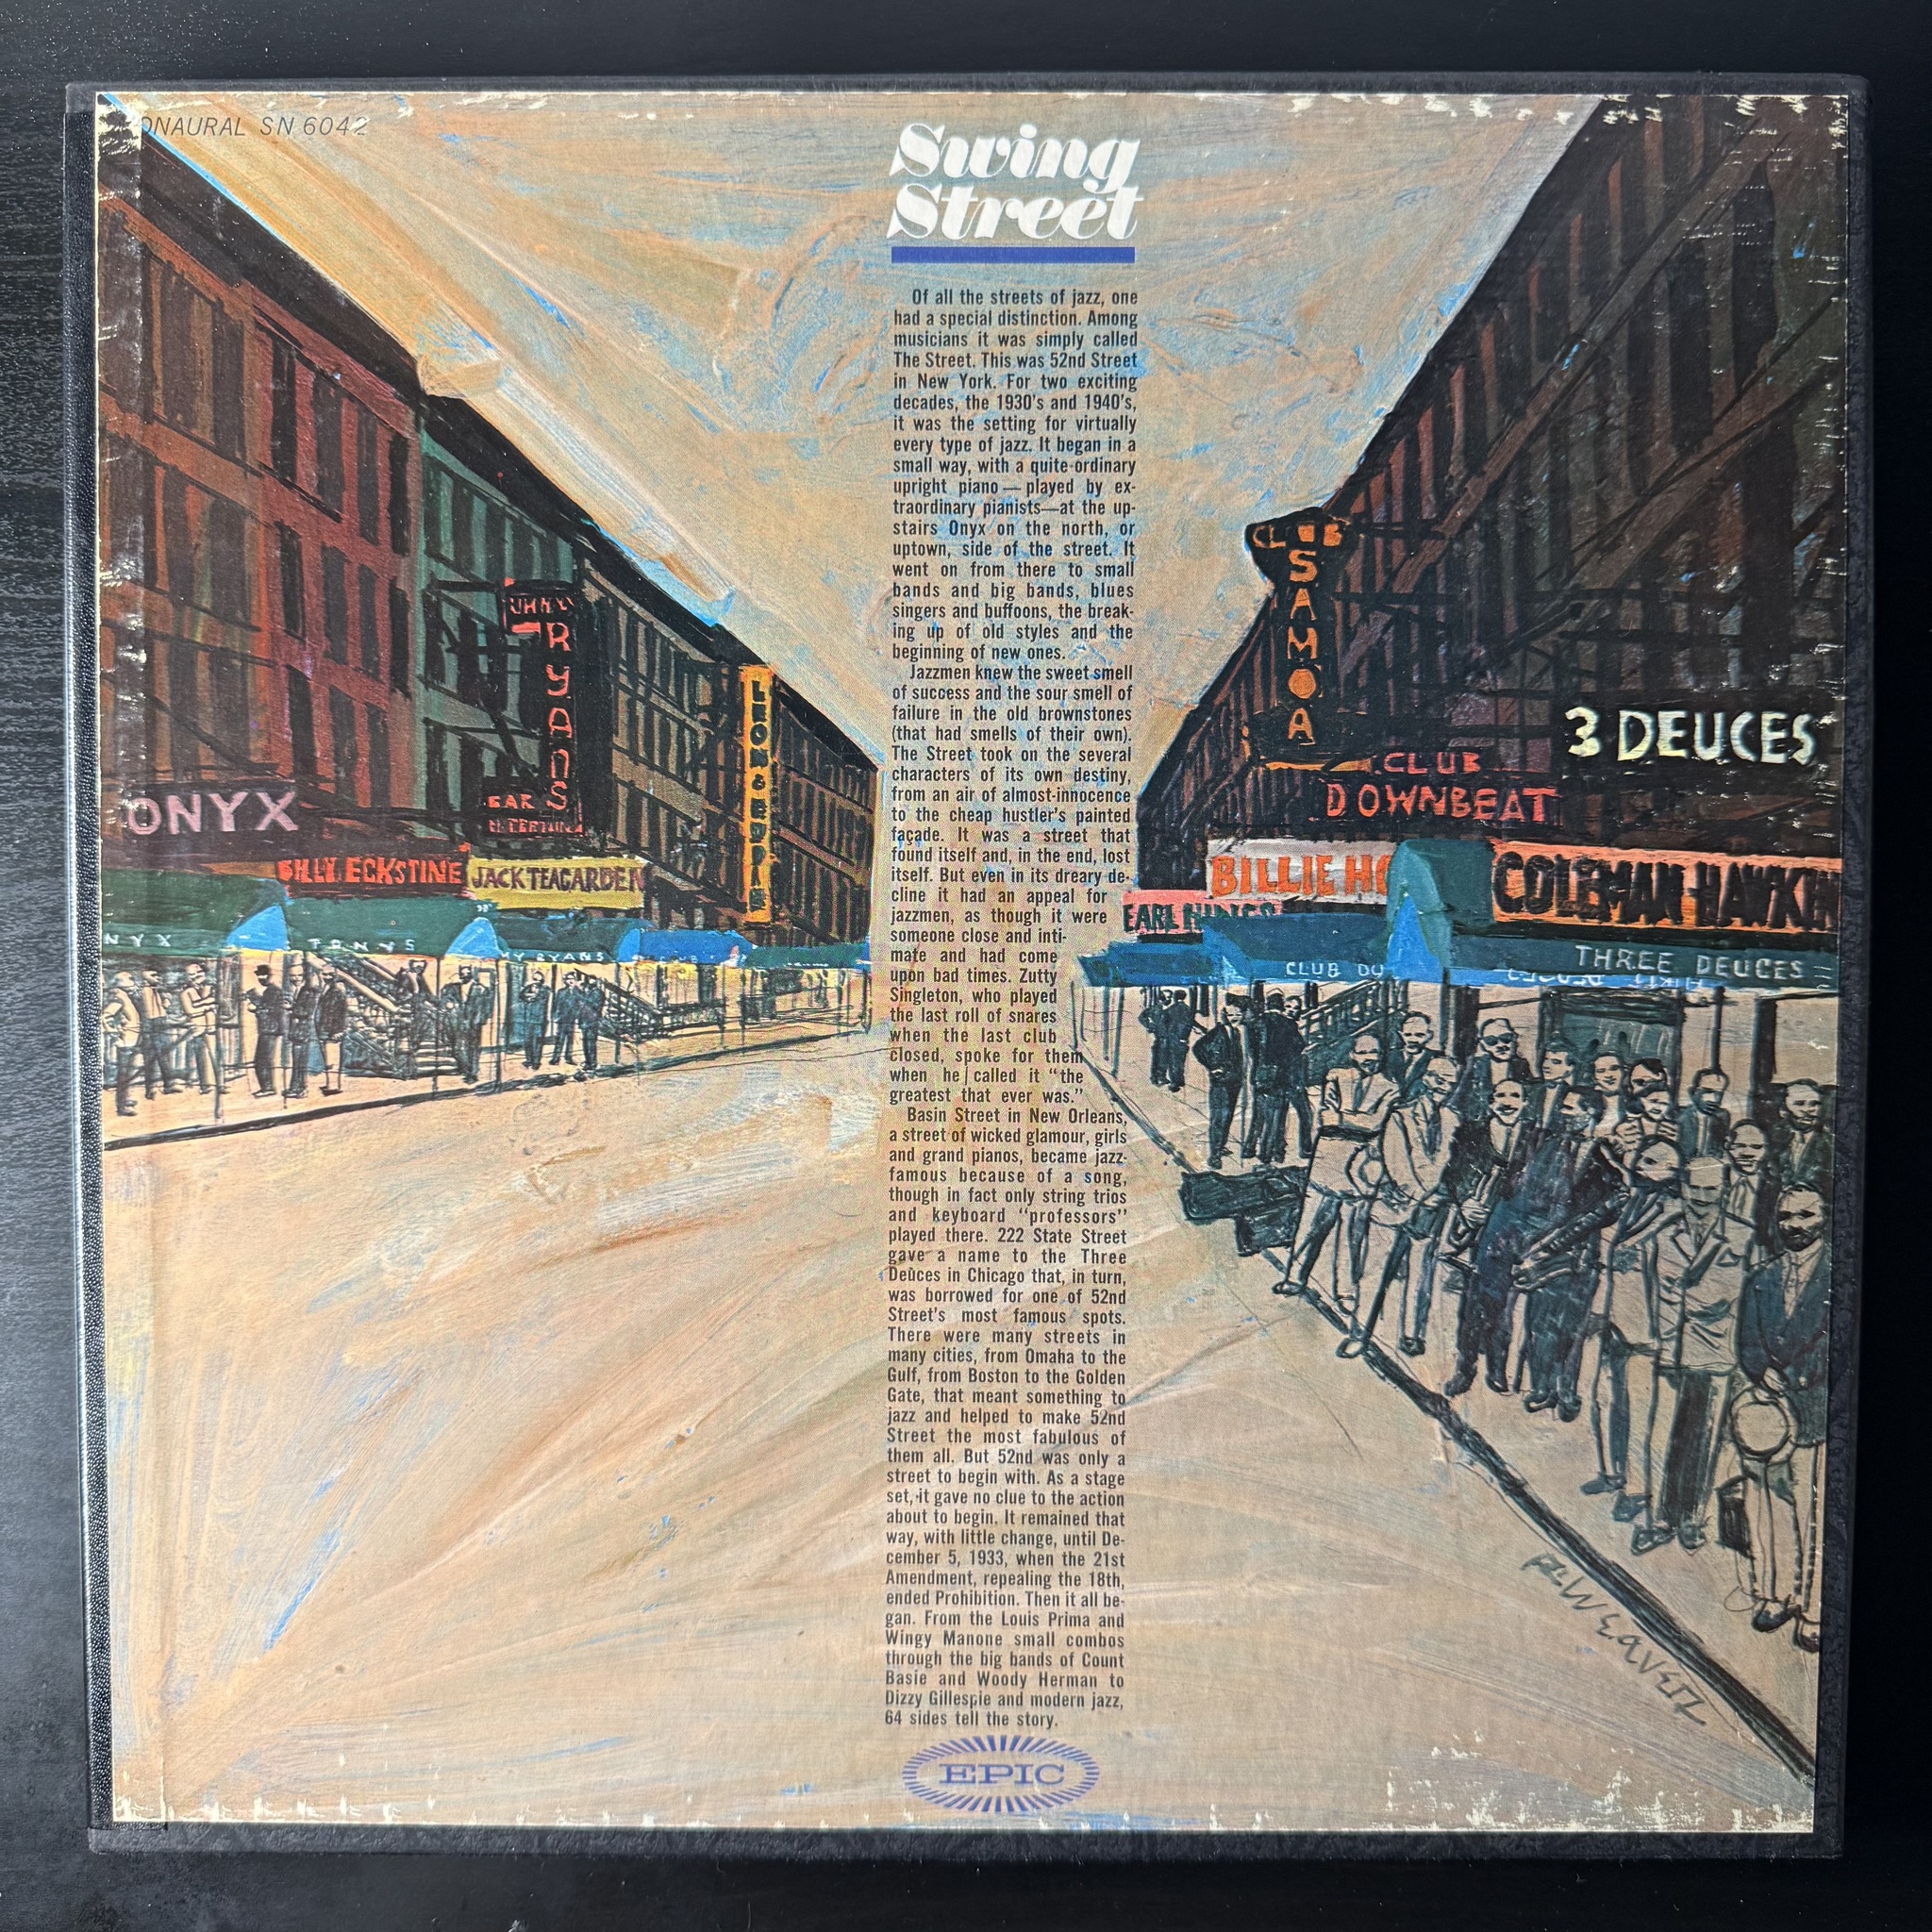 ONAURAL SN 6042
Swing
Street
Of all the streets of jazz, one
had a special distinction. Among
musicians it was simply called
The Street. This was 52nd Street
in New York. For two exciting
decades, the 1930's and 1940's,
it was the setting for virtually
every type of jazz. It began in a
small way, with a quite-ordinary
upright piano — played by ex-
traordinary pianists—at the up-
stairs Onyx on the north, or
uptown, side of the street. It
went on from there to small
bands and big bands, blues
singers and buffoons, the break-
ing up of old styles and the
beginning of new ones.
Jazzmen knew the sweet smell
of success and the sour smell of
failure in the old brownstones
(that had smells of their own).
The Street took on the several
characters of its own destiny,
from an air of almost-innocence
to the cheap hustler's painted
façade. It was a street that
found itself and, in the end, lost
itself. But even in its dreary de-
cline it had an appeal for
jazzmen, as though it were
someone close and inti-
mate and had come
upon bad times. Zutty
Singleton, who played
the last roll of snares
when the last club
closed, spoke for them
when he called it "the
greatest that ever was."
Basin Street in New Orleans,
a street of wicked glamour, girls
and grand pianos, became jazz-
famous because of a song,
though in fact only string trios
and keyboard "professors"
played there. 222 State Street
gave a name to the Three
Deuces in Chicago that, in turn,
was borrowed for one of 52nd
Street's most famous spots.
There were many streets in
many cities, from Omaha to the
Gulf, from Boston to the Golden
Gate, that meant something to
jazz and helped to make 52nd
Street the most fabulous of
them all. But 52nd was only a
street to begin with. As a stage
set, it gave no clue to the action
about to begin. It remained that
way, with little change, until De-
cember 5, 1933, when the 21st
Amendment, repealing the 18th,
ended Prohibition. Then it all be-
gan. From the Louis Prima and
Wingy Manone small combos
through the big bands of Count
Basie and Woody Herman to
Dizzy Gillespie and modern jazz,
64 sides tell the story.
EPIC
ONYX
RYANS
BAR
BILLY ECKSTINE
JACK TEAGARDEN
LEON & EDDIES
NYX
TONYS
MY RYANS
CLUB
SAMOA
3 DEUCES
CLUB
DOWNBEAT
BILLIE HO
COLEMAN HAWKIN
EARL HINES
CLUB DO
THREE DEUCES